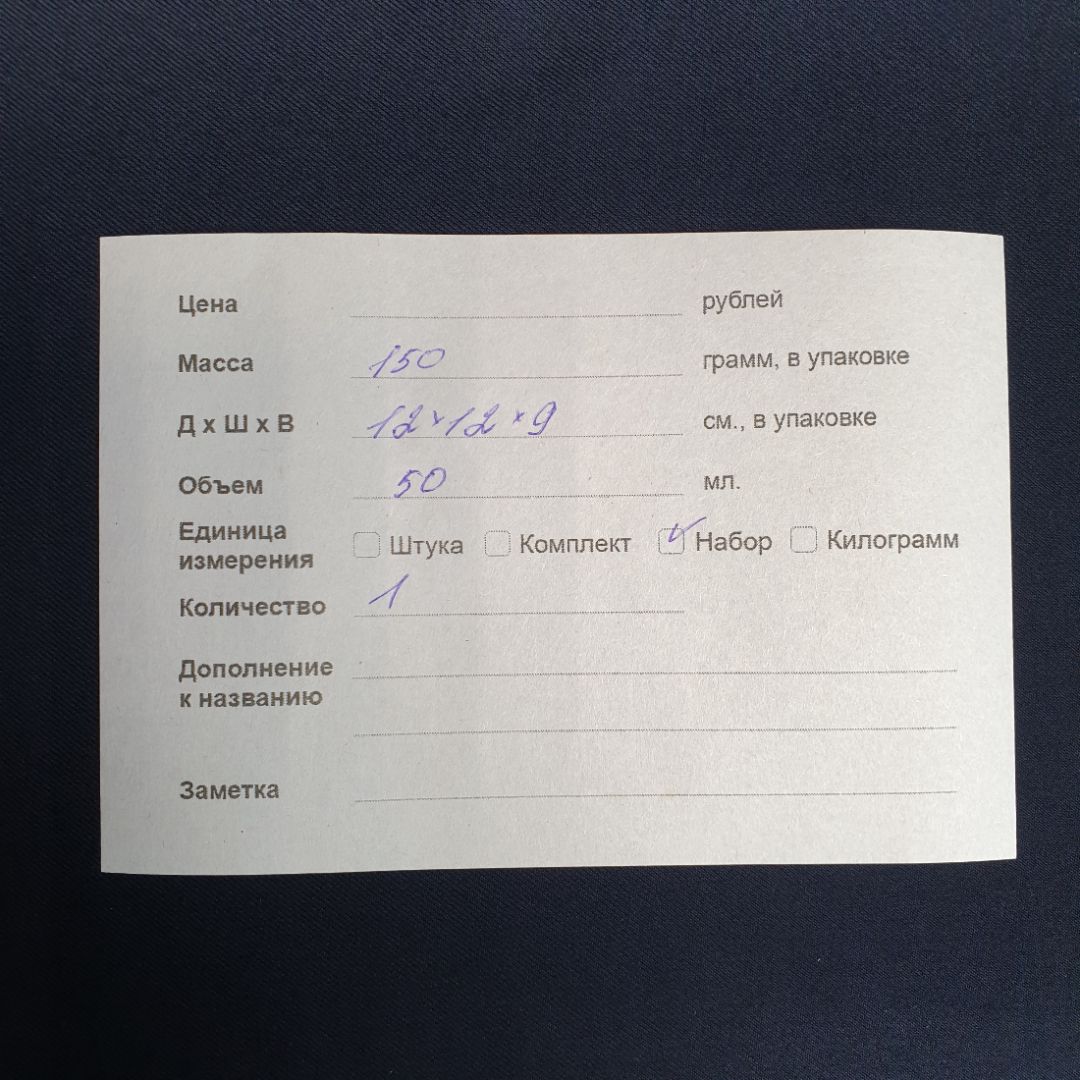 Цена рублей
Масса 150 грамм, в упаковке
Д х Ш х В 12 x 12 x 9 см., в упаковке
Объем 50 мл.
Единица
измерения Штука Комплект Набор Килограмм
Количество 1
Дополнение
к названию
Заметка